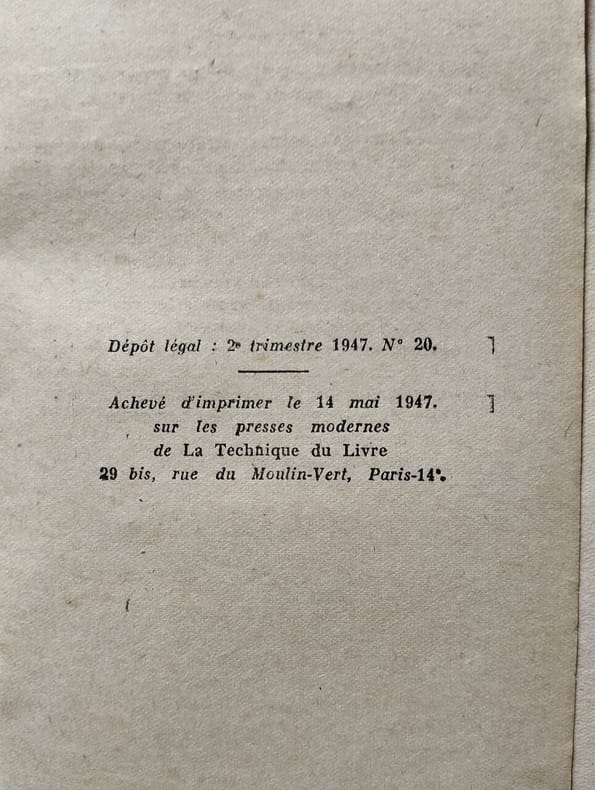 Dépôt légal : 2e trimestre 1947. N° 20.
Achevé d'imprimer le 14 mai 1947.
sur les presses modernes
de La Technique du Livre
29 bis, rue du Moulin-Vert, Paris-14e.